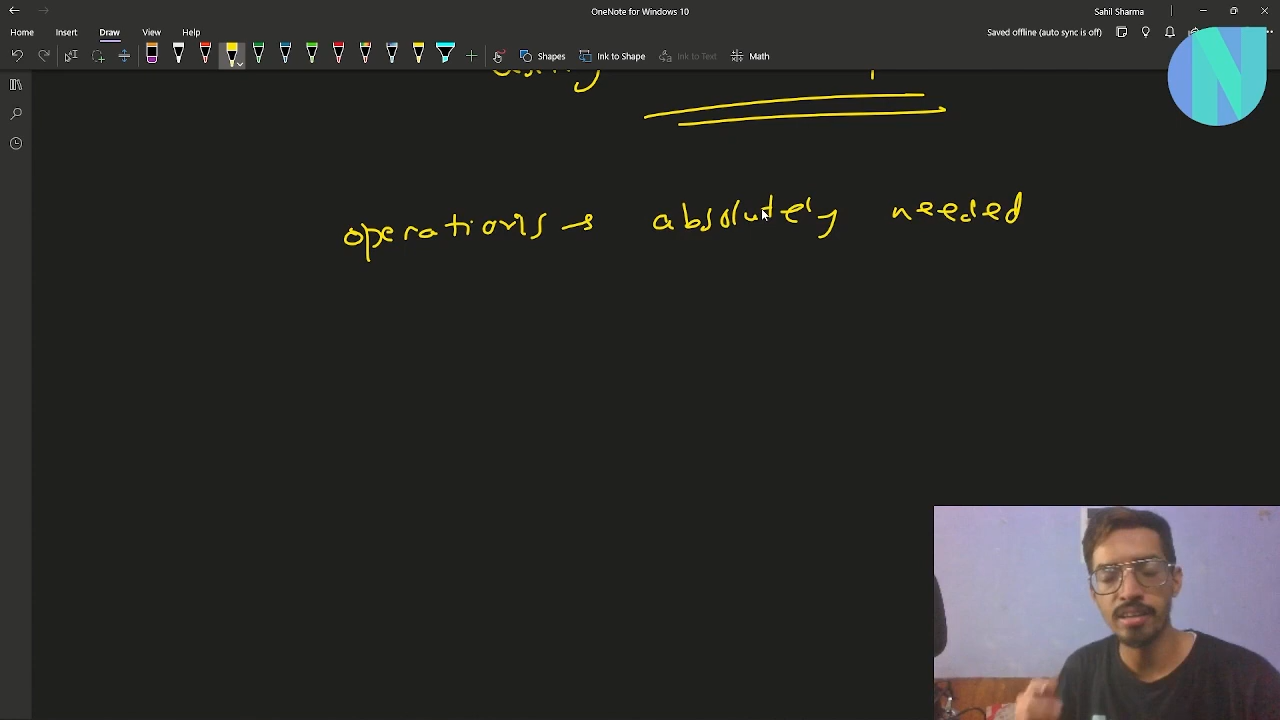 OneNote for Windows 10
Sahil Sharma
Home Insert Draw View Help
Saved offline (auto sync is off)
Shapes Ink to Shape Ink to Text Math
operations → absolutely needed